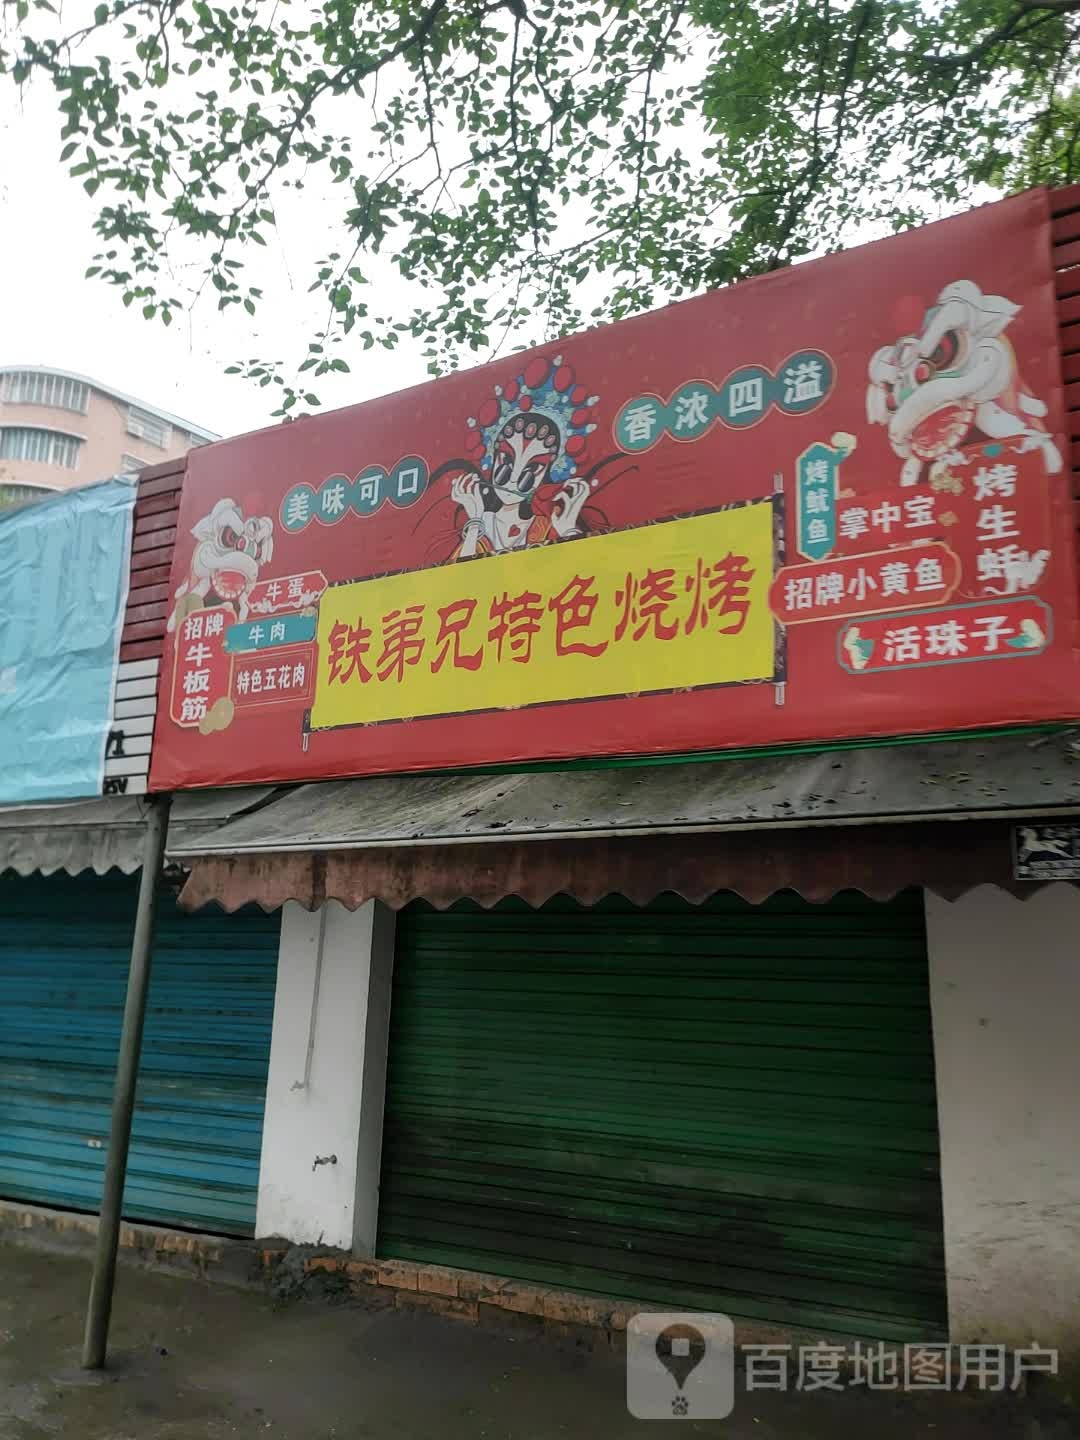 美味可口
香浓四溢
铁弟兄特色烧烤
牛蛋
牛肉
特色五花肉
招牌
牛板筋
烤鱿鱼
掌中宝
烤生蚝
招牌小黄鱼
活珠子
百度地图用户